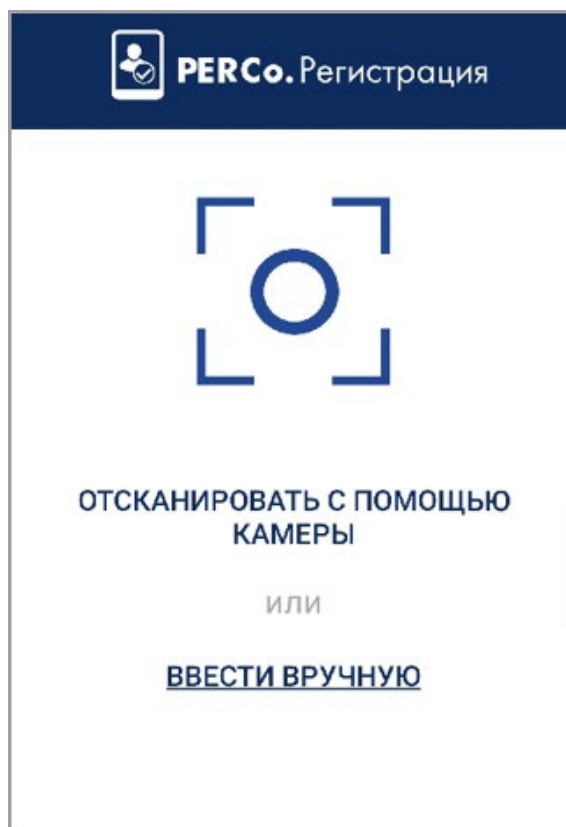 PERCo.Регистрация
ОТСКАНИРОВАТЬ С ПОМОЩЬЮ
КАМЕРЫ
или
ВВЕСТИ ВРУЧНУЮ